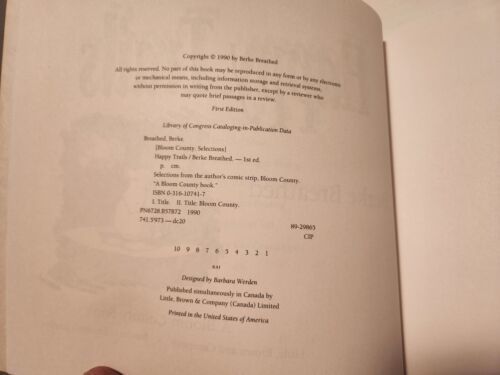 Copyright © 1990 by Berke Breathed
All rights reserved. No part of this book may be reproduced in any form or by any electronic
or mechanical means, including information storage and retrieval systems,
without permission in writing from the publisher, except by a reviewer who
may quote brief passages in a review.
First Edition
Library of Congress Cataloging-in-Publication Data
Breathed, Berke.
[Bloom County. Selections]
Happy Trails / Berke Breathed. — 1st ed.
p. cm.
Selections from the author's comic strip, Bloom County.
"A Bloom County book."
ISBN 0-316-10741-7
I. Title. II. Title: Bloom County.
PN6728.B57B72 1990
741.5'973—dc20 89-29865
CIP
10 9 8 7 6 5 4 3 2 1
Designed by Barbara Werden
Published simultaneously in Canada by
Little, Brown & Company (Canada) Limited
Printed in the United States of America